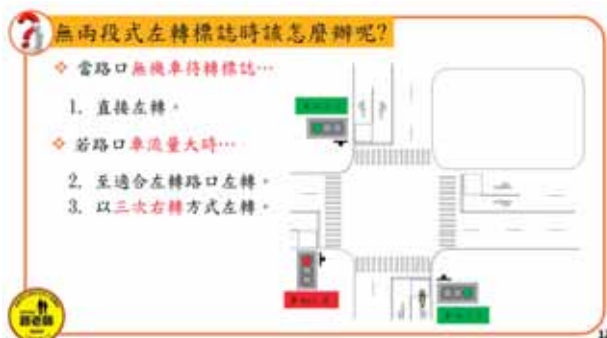 無兩段式左轉標誌時該怎麼辦呢?
❖ 當路口無機車待轉標誌…
1. 直接左轉。
❖ 若路口車流量大時…
2. 至適合左轉路口左轉。
3. 以三次右轉方式左轉。